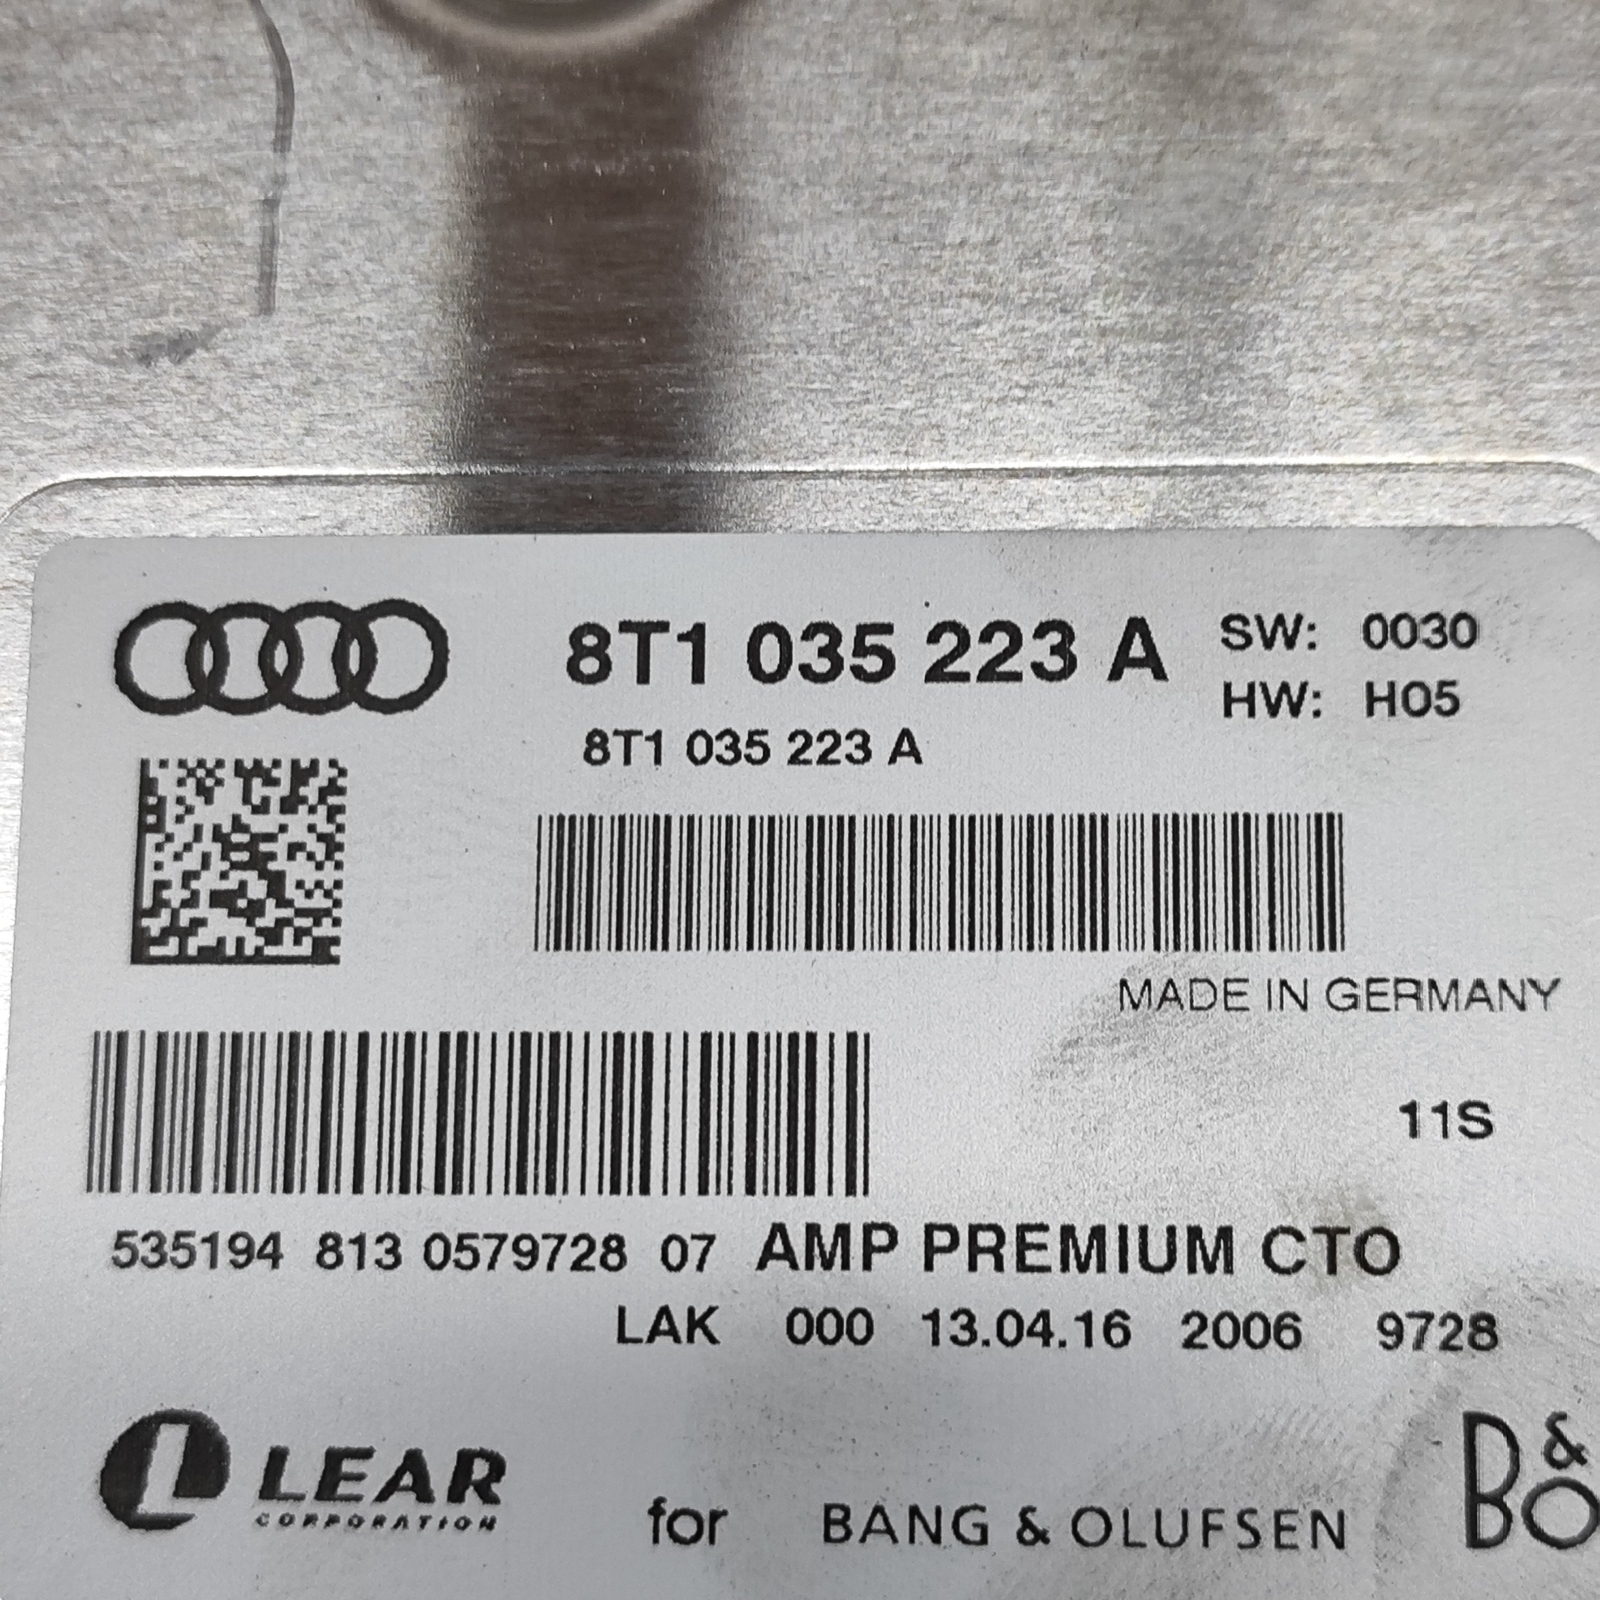 8T1 035 223 A SW: 0030
HW: H05
8T1 035 223 A
MADE IN GERMANY
11S
535194 813 0579728 07 AMP PREMIUM CTO
LAK 000 13.04.16 2006 9728
L LEAR
CORPORATION
for BANG & OLUFSEN
B&O